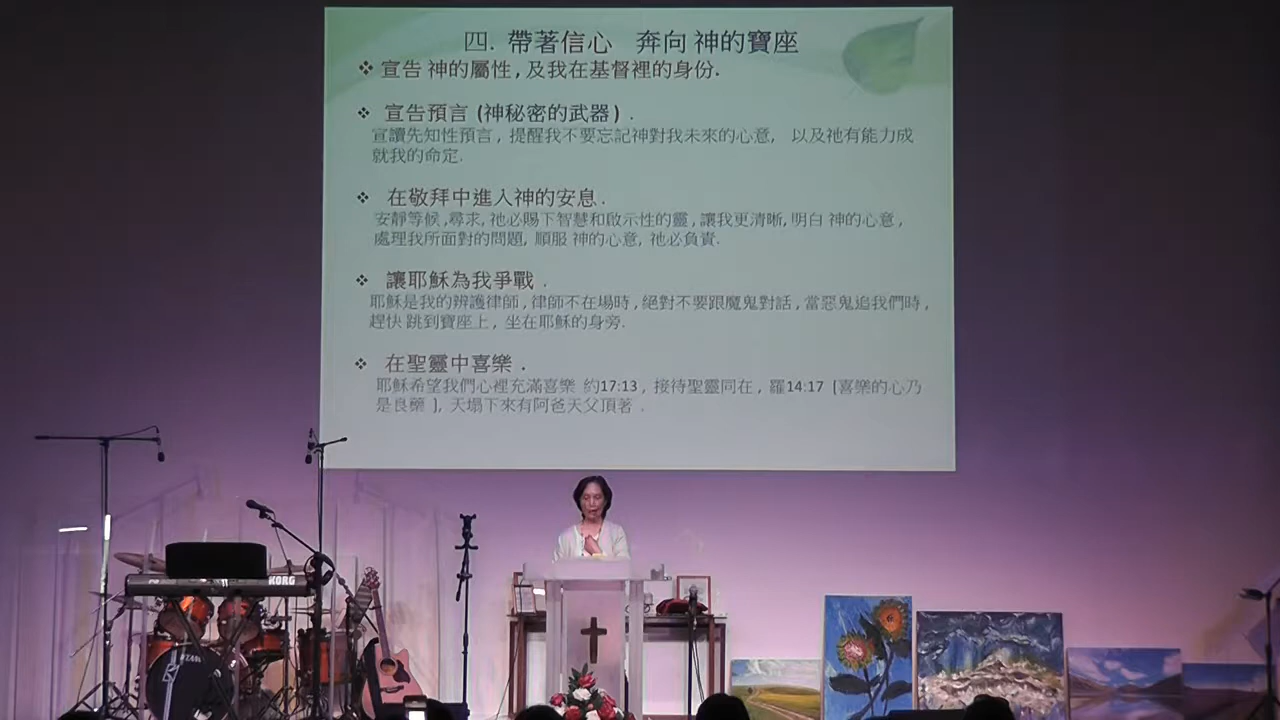 四. 帶著信心 奔向 神的寶座
❖ 宣告 神的屬性, 及我在基督裡的身份.
❖ 宣告預言 (神秘密的武器) .
宣讀先知性預言, 提醒我不要忘記神對我未來的心意, 以及祂有能力成
就我的命定.
❖ 在敬拜中進入神的安息.
安靜等候,尋求, 祂必賜下智慧和啟示性的靈, 讓我更清晰, 明白 神的心意,
處理我所面對的問題, 順服 神的心意, 祂必負責.
❖ 讓耶穌為我爭戰 .
耶穌是我的辨護律師, 律師不在場時, 絕對不要跟魔鬼對話, 當惡鬼追我們時,
趕快 跳到寶座上, 坐在耶穌的身旁.
❖ 在聖靈中喜樂 .
耶穌希望我們心裡充滿喜樂 約17:13 , 接待聖靈同在, 羅14:17 [喜樂的心乃
是良藥 ], 天塌下來有阿爸天父頂著 .
KORG
TAMA